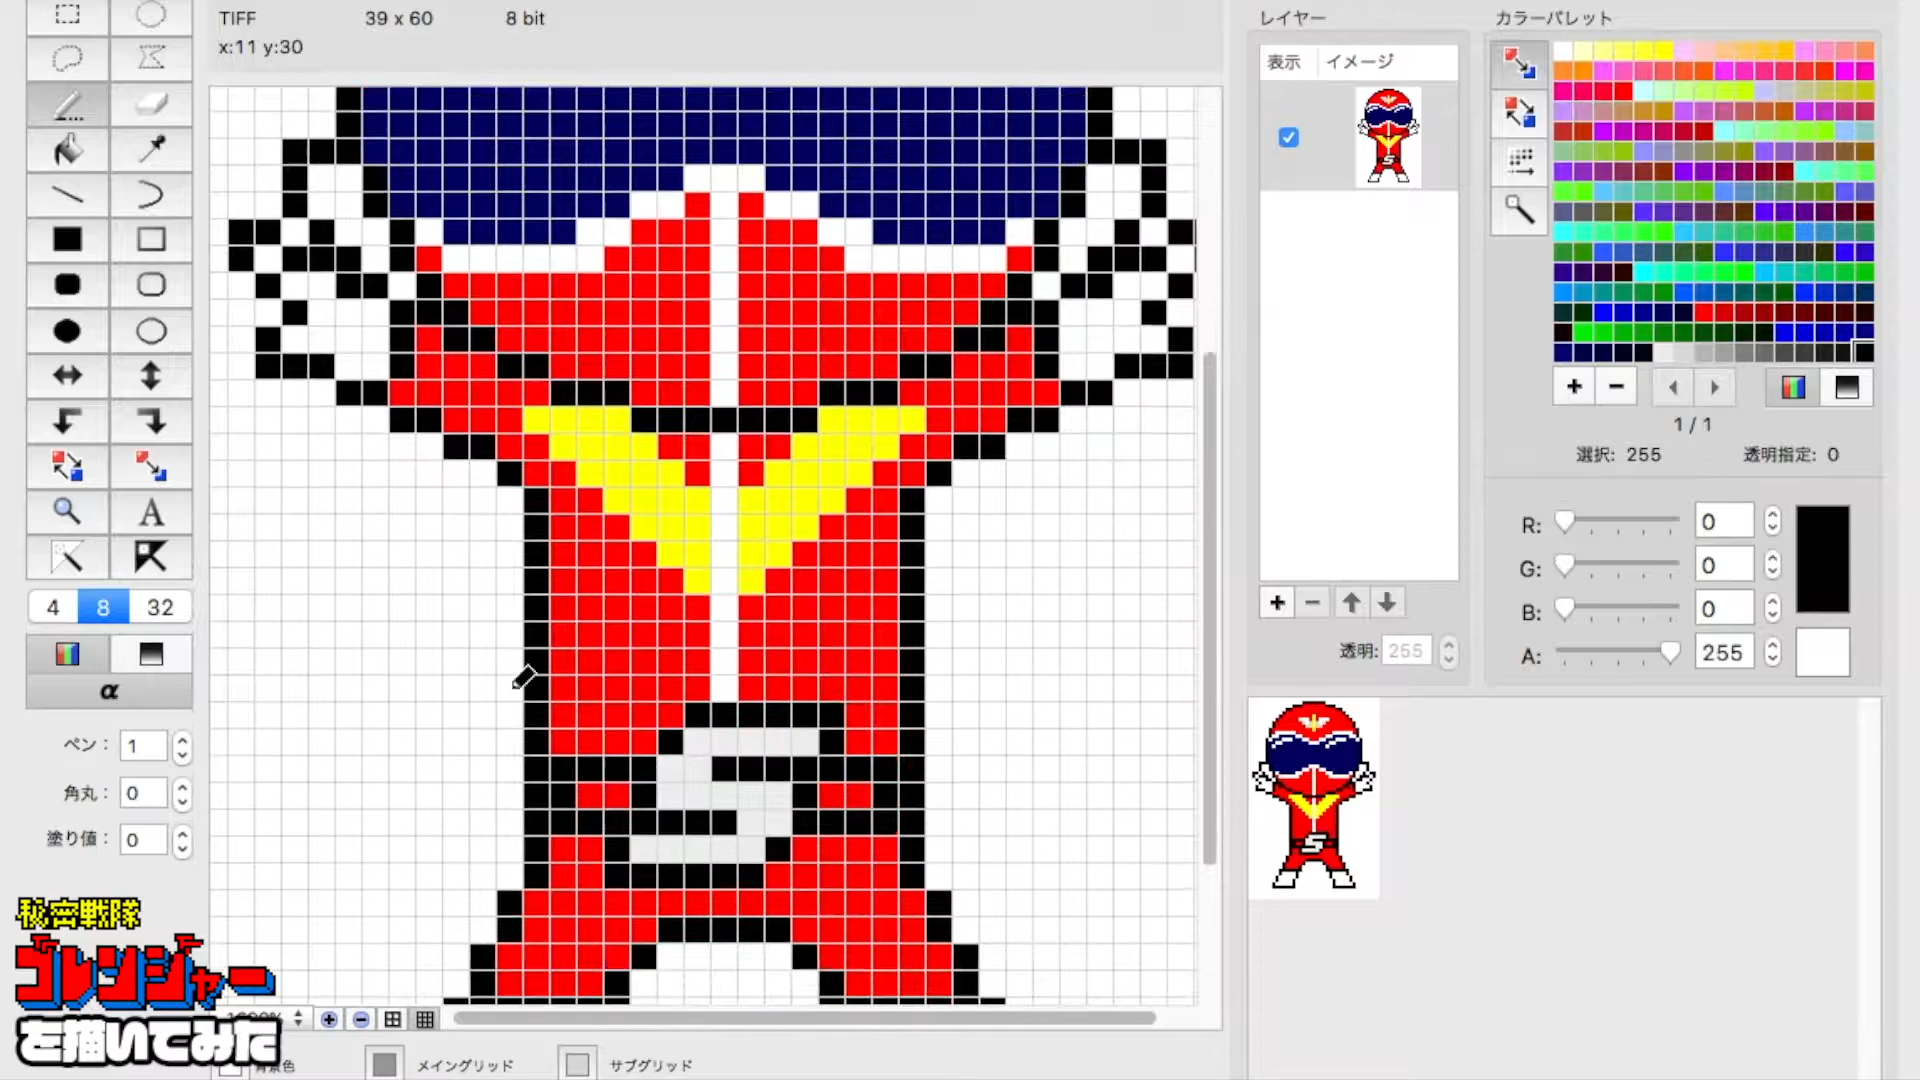 TIFF 39 x 60 8 bit
x:11 y:30
レイヤー
表示 イメージ
カラーパレット
1 / 1
選択: 255 透明指定: 0
R: 0
G: 0
B: 0
A: 255
透明: 255
A
4 8 32
α
ペン： 1
角丸： 0
塗り値： 0
S
秘密戦隊
ゴレンジャー
を描いてみた
メイングリッド
サブグリッド